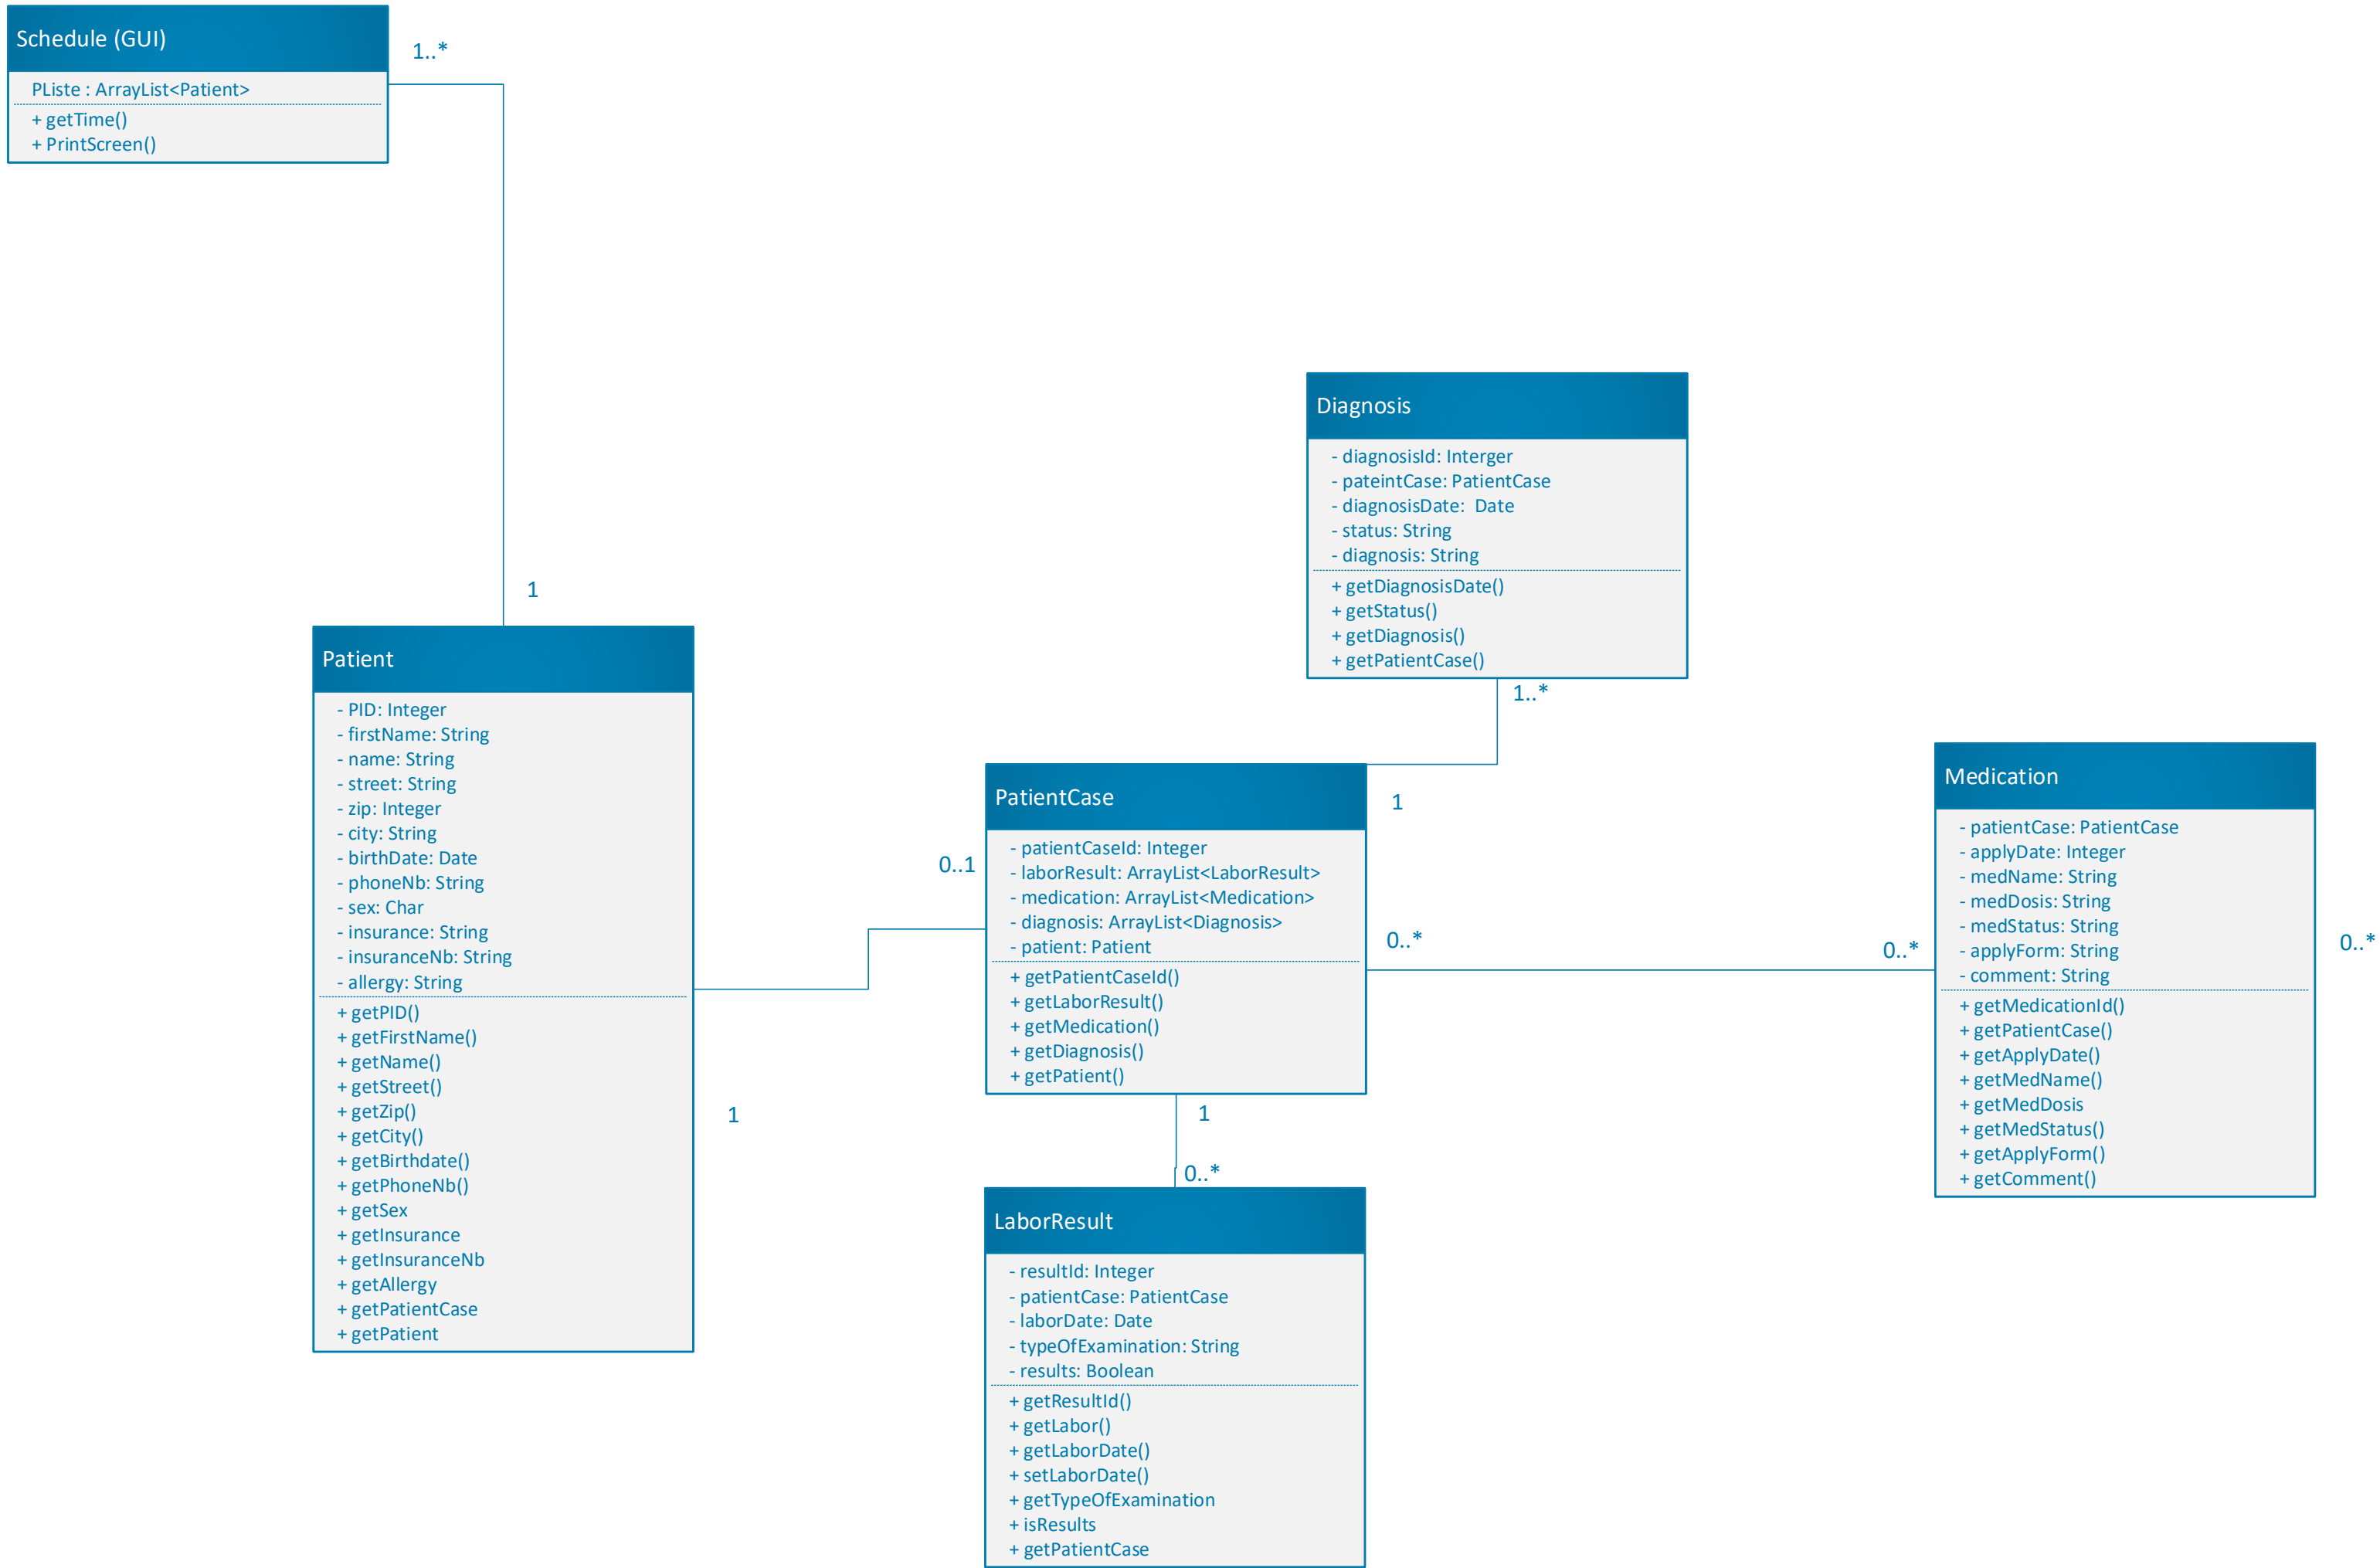 Schedule (GUI)
PListe : ArrayList<Patient>
+ getTime()
+ PrintScreen()
1..*
1
Patient
- PID: Integer
- firstName: String
- name: String
- street: String
- zip: Integer
- city: String
- birthDate: Date
- phoneNb: String
- sex: Char
- insurance: String
- insuranceNb: String
- allergy: String
+ getPID()
+ getFirstName()
+ getName()
+ getStreet()
+ getZip()
+ getCity()
+ getBirthdate()
+ getPhoneNb()
+ getSex
+ getInsurance
+ getInsuranceNb
+ getAllergy
+ getPatientCase
+ getPatient
1
0..1
Diagnosis
- diagnosisId: Interger
- pateintCase: PatientCase
- diagnosisDate:  Date
- status: String
- diagnosis: String
+ getDiagnosisDate()
+ getStatus()
+ getDiagnosis()
+ getPatientCase()
1..*
1
PatientCase
- patientCaseId: Integer
- laborResult: ArrayList<LaborResult>
- medication: ArrayList<Medication>
- diagnosis: ArrayList<Diagnosis>
- patient: Patient
+ getPatientCaseId()
+ getLaborResult()
+ getMedication()
+ getDiagnosis()
+ getPatient()
0..*
0..*
Medication
- patientCase: PatientCase
- applyDate: Integer
- medName: String
- medDosis: String
- medStatus: String
- applyForm: String
- comment: String
+ getMedicationId()
+ getPatientCase()
+ getApplyDate()
+ getMedName()
+ getMedDosis
+ getMedStatus()
+ getApplyForm()
+ getComment()
0..*
1
0..*
LaborResult
- resultId: Integer
- patientCase: PatientCase
- laborDate: Date
- typeOfExamination: String
- results: Boolean
+ getResultId()
+ getLabor()
+ getLaborDate()
+ setLaborDate()
+ getTypeOfExamination
+ isResults
+ getPatientCase